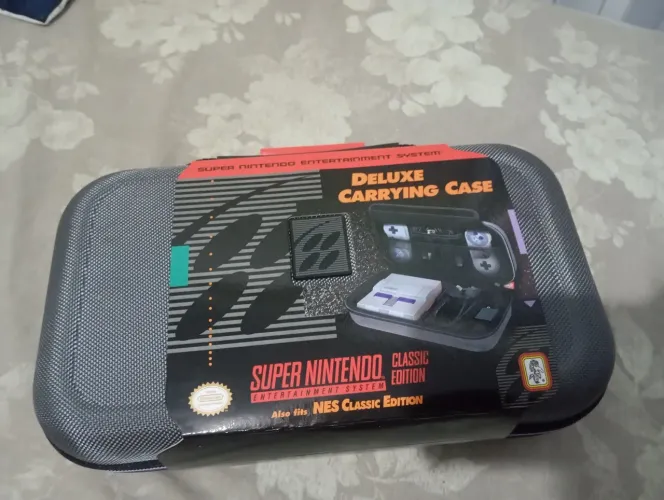 SUPER NINTENDO ENTERTAINMENT SYSTEM
DELUXE
CARRYING CASE
SUPER NINTENDO
ENTERTAINMENT SYSTEM
CLASSIC
EDITION
Also fits NES CLASSIC EDITION